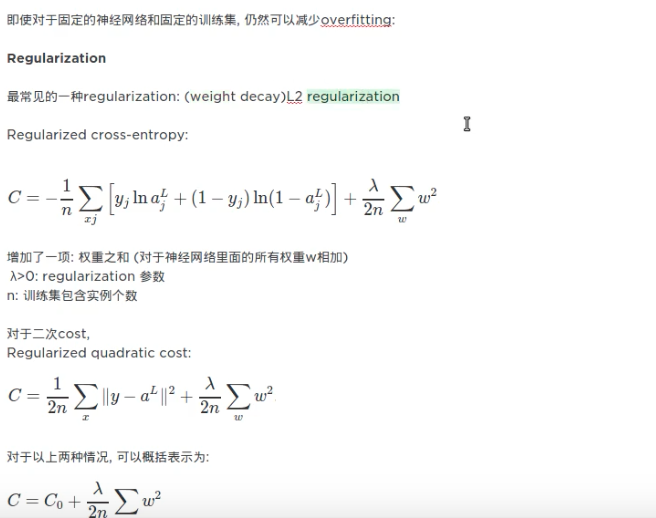 即使对于固定的神经网络和固定的训练集, 仍然可以减少overfitting:
Regularization
最常见的一种regularization: (weight decay)L2 regularization
Regularized cross-entropy:
C = -\frac{1}{n} \sum_{xj} \left[ y_j \ln a_j^L + (1 - y_j) \ln(1 - a_j^L) \right] + \frac{\lambda}{2n} \sum_w w^2
增加了一项: 权重之和 (对于神经网络里面的所有权重w相加)
λ>0: regularization 参数
n: 训练集包含实例个数
对于二次cost,
Regularized quadratic cost:
C = \frac{1}{2n} \sum_x \|y - a^L\|^2 + \frac{\lambda}{2n} \sum_w w^2
对于以上两种情况, 可以概括表示为:
C = C_0 + \frac{\lambda}{2n} \sum w^2